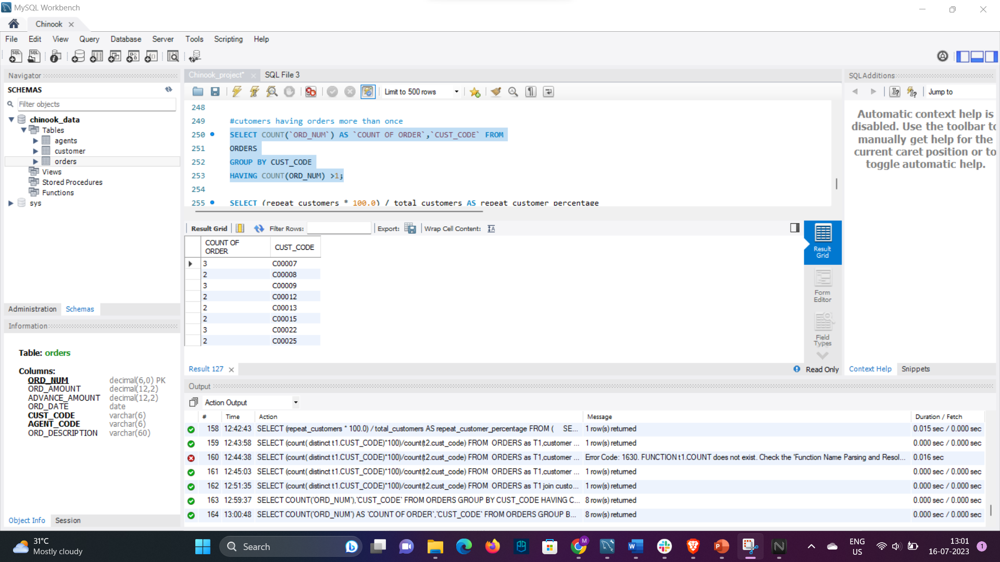 MySQL Workbench
Chinook
File Edit View Query Database Server Tools Scripting Help
Navigator
SCHEMAS
Filter objects
chinook_data
Tables
agents
customer
orders
Views
Stored Procedures
Functions
sys
Administration Schemas
Information
Table: orders
Columns:
ORD_NUM decimal(6,0) PK
ORD_AMOUNT decimal(12,2)
ADVANCE_AMOUNT decimal(12,2)
ORD_DATE date
CUST_CODE varchar(6)
AGENT_CODE varchar(6)
ORD_DESCRIPTION varchar(60)
Object Info Session
Chinook_project* SQL File 3
Limit to 500 rows
248
249 #cutomers having orders more than once
250 SELECT COUNT(`ORD_NUM`) AS `COUNT OF ORDER`,`CUST_CODE` FROM
251 ORDERS
252 GROUP BY CUST_CODE
253 HAVING COUNT(ORD_NUM) >1;
254
255 SELECT (repeat_customers * 100.0) / total_customers AS repeat_customer_percentage
Result Grid Filter Rows: Export: Wrap Cell Content:
COUNT OF ORDER CUST_CODE
3 C00007
2 C00008
3 C00009
2 C00012
2 C00013
2 C00015
3 C00022
2 C00025
Result Grid
Form Editor
Field Types
Result 127
Read Only
SQLAdditions
Jump to
Automatic context help is
disabled. Use the toolbar to
manually get help for the
current caret position or to
toggle automatic help.
Context Help Snippets
Output
Action Output
# Time Action Message Duration / Fetch
158 12:42:43 SELECT (repeat_customers * 100.0) / total_customers AS repeat_customer_percentage FROM ( SE... 1 row(s) returned 0.015 sec / 0.000 sec
159 12:43:58 SELECT (count( distinct t1.CUST_CODE)*100)/count(t2.cust_code) FROM ORDERS as T1,customer ... 1 row(s) returned 0.000 sec / 0.000 sec
160 12:44:38 SELECT (count( distinct t1.CUST_CODE)*100)/count(t2.cust_code) FROM ORDERS as T1,customer ... Error Code: 1630. FUNCTION t1.COUNT does not exist. Check the 'Function Name Parsing and Resol... 0.016 sec
161 12:45:03 SELECT (count( distinct t1.CUST_CODE)*100)/count(t2.cust_code) FROM ORDERS as T1,customer ... 1 row(s) returned 0.000 sec / 0.000 sec
162 12:51:35 SELECT (count( distinct t1.CUST_CODE)*100)/count(t2.cust_code) FROM ORDERS as T1 join custo... 1 row(s) returned 0.000 sec / 0.000 sec
163 12:59:37 SELECT COUNT(`ORD_NUM`),`CUST_CODE` FROM ORDERS GROUP BY CUST_CODE HAVING C... 8 row(s) returned 0.000 sec / 0.000 sec
164 13:00:48 SELECT COUNT(`ORD_NUM`) AS `COUNT OF ORDER`,`CUST_CODE` FROM ORDERS GROUP B... 8 row(s) returned 0.000 sec / 0.000 sec
31°C
Mostly cloudy
Search
ENG
US
13:01
16-07-2023
1